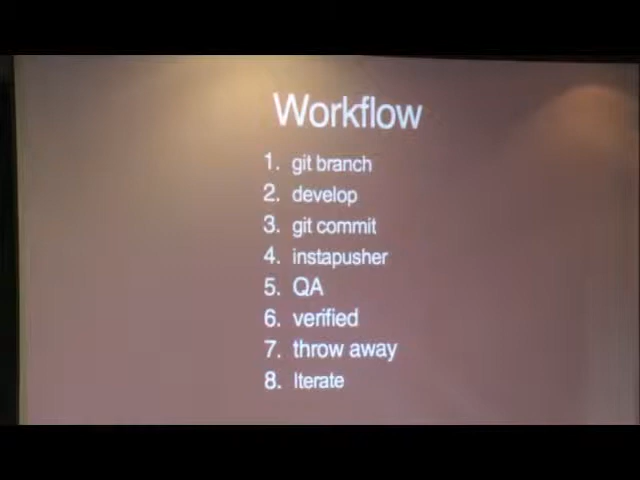 Workflow
1. git branch
2. develop
3. git commit
4. instapusher
5. QA
6. verified
7. throw away
8. Iterate